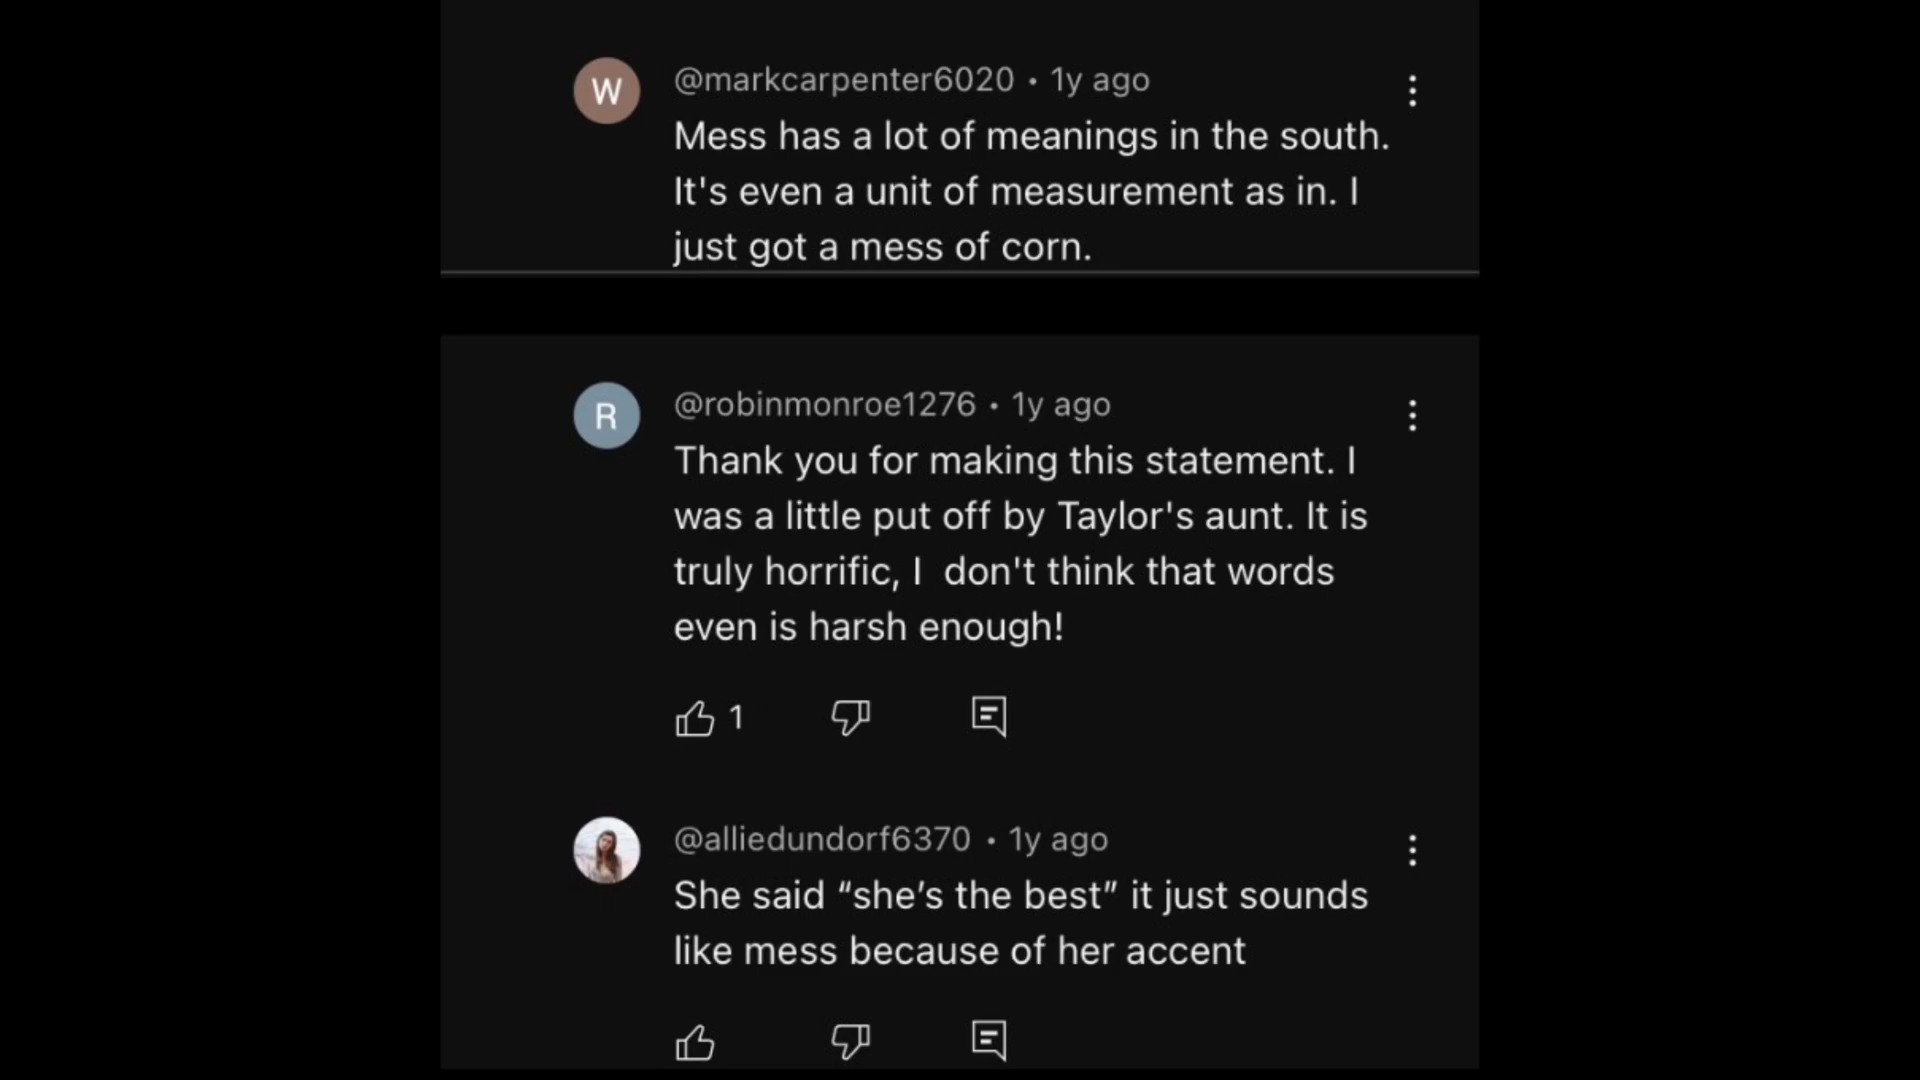 W
@markcarpenter6020 • 1y ago
Mess has a lot of meanings in the south.
It's even a unit of measurement as in. I
just got a mess of corn.
R
@robinmonroe1276 • 1y ago
Thank you for making this statement. I
was a little put off by Taylor's aunt. It is
truly horrific, I  don't think that words
even is harsh enough!
1
@alliedundorf6370 • 1y ago
She said “she’s the best” it just sounds
like mess because of her accent